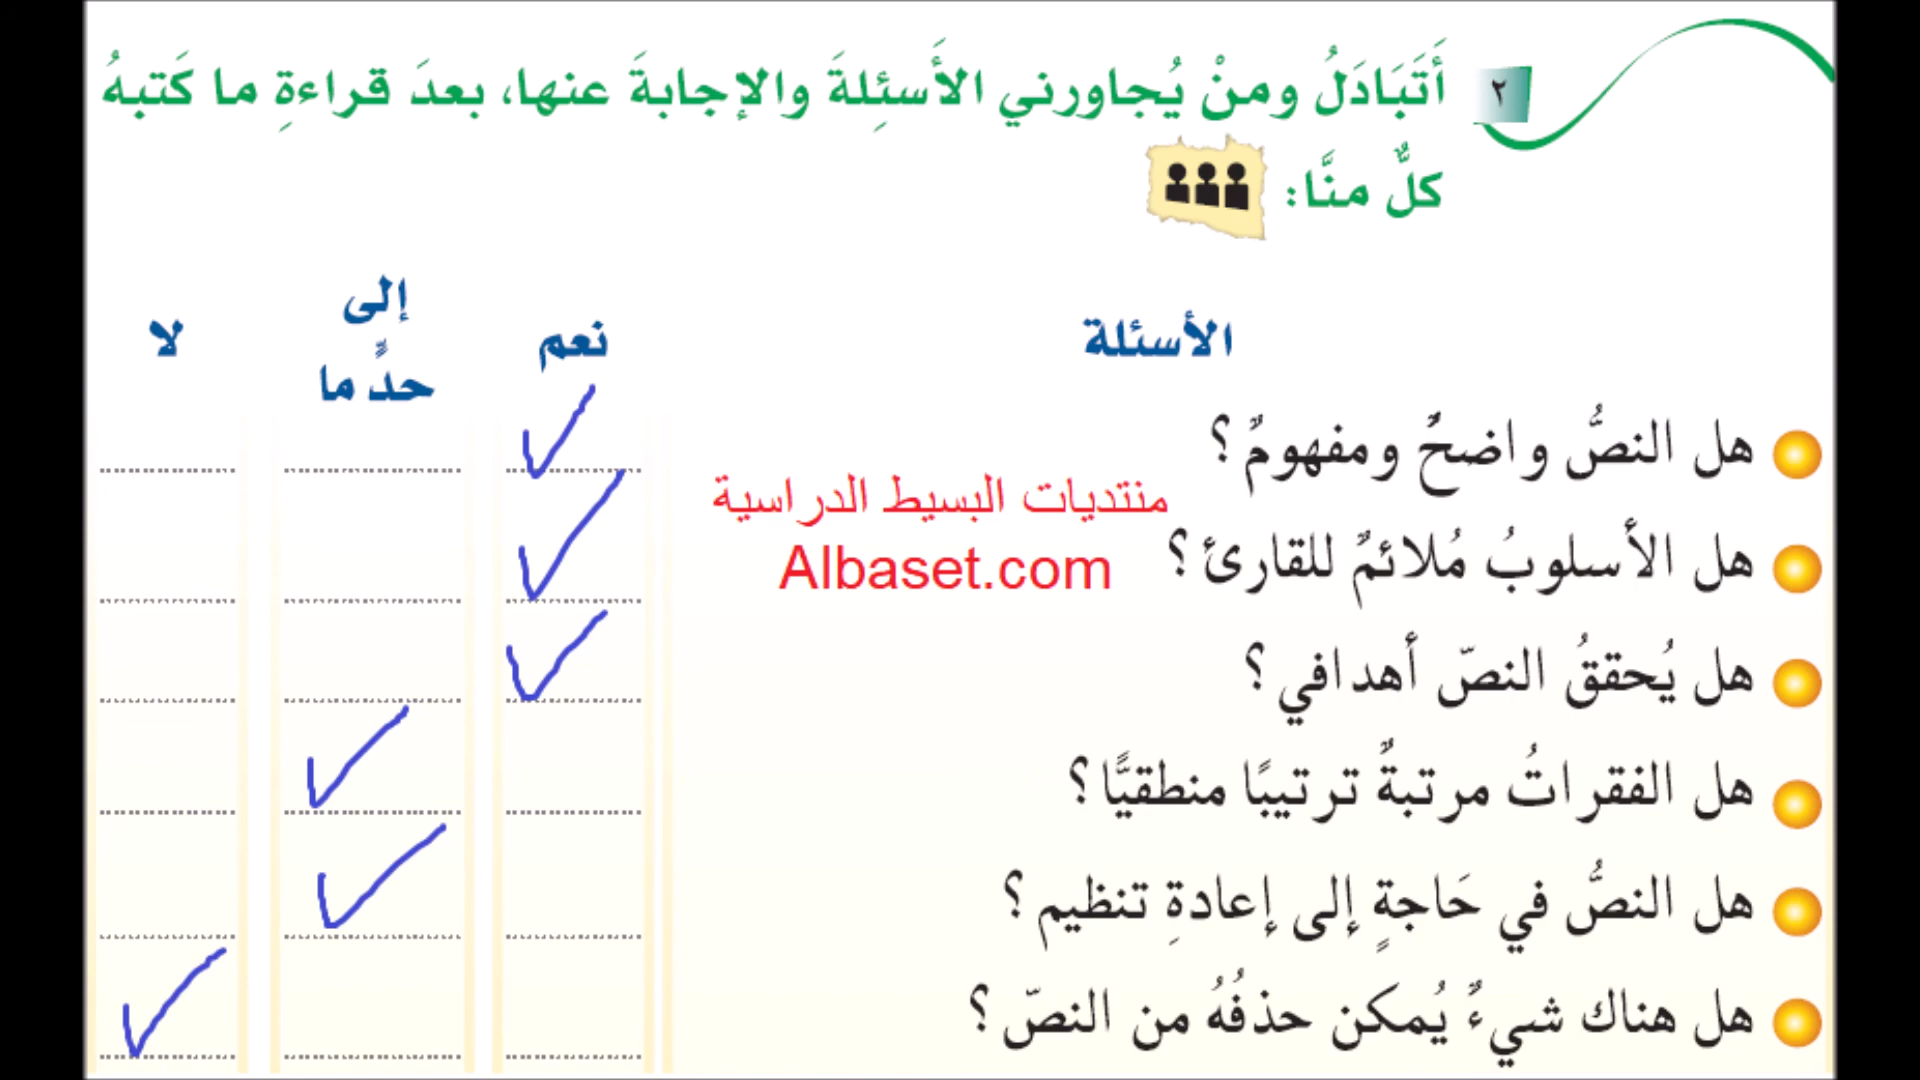 ٢
أَتَبَادَلُ ومنْ يُجاورني الأَسئِلةَ والإجابةَ عنها، بعدَ قراءةِ ما كَتبهُ
كلٌّ منَّا:
الأسئلة نعم إلى حدٍّ ما لا
هل النصُّ واضحٌ ومفهومٌ؟
منتديات البسيط الدراسية
Albaset.com
هل الأسلوبُ مُلائمٌ للقارئ؟
هل يُحققُ النصّ أهدافي؟
هل الفقراتُ مرتبةٌ ترتيبًا منطقيًّا؟
هل النصُّ في حَاجةٍ إلى إعادةِ تنظيم؟
هل هناك شيءٌ يُمكن حذفُهُ من النصّ؟